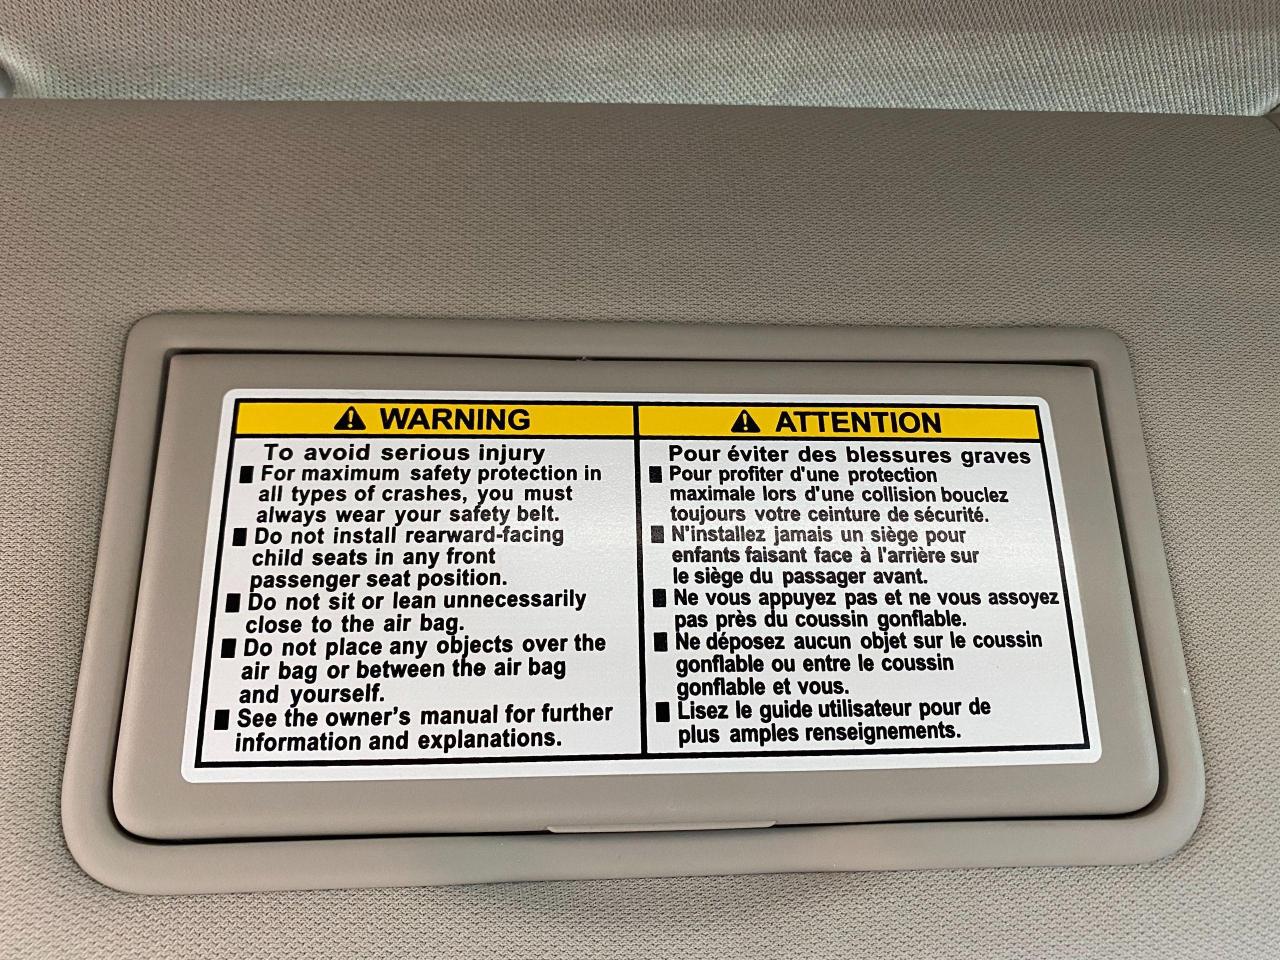 ⚠ WARNING
To avoid serious injury
■ For maximum safety protection in
all types of crashes, you must
always wear your safety belt.
■ Do not install rearward-facing
child seats in any front
passenger seat position.
■ Do not sit or lean unnecessarily
close to the air bag.
■ Do not place any objects over the
air bag or between the air bag
and yourself.
■ See the owner's manual for further
information and explanations.
⚠ ATTENTION
Pour éviter des blessures graves
■ Pour profiter d'une protection
maximale lors d'une collision bouclez
toujours votre ceinture de sécurité.
■ N'installez jamais un siège pour
enfants faisant face à l'arrière sur
le siège du passager avant.
■ Ne vous appuyez pas et ne vous assoyez
pas près du coussin gonflable.
■ Ne déposez aucun objet sur le coussin
gonflable ou entre le coussin
gonflable et vous.
■ Lisez le guide utilisateur pour de
plus amples renseignements.